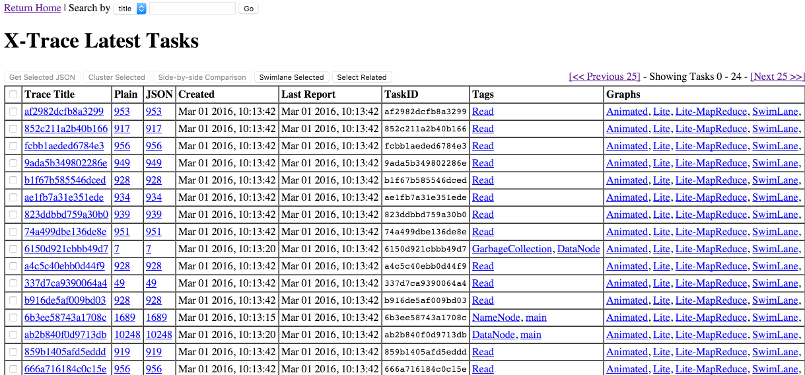 Return Home | Search by title Go
X-Trace Latest Tasks
Get Selected JSON Cluster Selected Side-by-side Comparison Swimlane Selected Select Related [<< Previous 25] - Showing Tasks 0 - 24 - [Next 25 >>]
Trace Title Plain JSON Created Last Report TaskID Tags Graphs
af2982dcfb8a3299 953 953 Mar 01 2016, 10:13:42 Mar 01 2016, 10:13:42 af2982dcfb8a3299 Read Animated, Lite, Lite-MapReduce, SwimLane,
852c211a2b40b166 917 917 Mar 01 2016, 10:13:42 Mar 01 2016, 10:13:42 852c211a2b40b166 Read Animated, Lite, Lite-MapReduce, SwimLane,
fcbb1aeded6784e3 956 956 Mar 01 2016, 10:13:42 Mar 01 2016, 10:13:42 fcbb1aeded6784e3 Read Animated, Lite, Lite-MapReduce, SwimLane,
9ada5b349802286e 949 949 Mar 01 2016, 10:13:42 Mar 01 2016, 10:13:42 9ada5b349802286e Read Animated, Lite, Lite-MapReduce, SwimLane,
b1f67b585546dced 928 928 Mar 01 2016, 10:13:42 Mar 01 2016, 10:13:42 b1f67b585546dced Read Animated, Lite, Lite-MapReduce, SwimLane,
ae1fb7a31e351ede 934 934 Mar 01 2016, 10:13:42 Mar 01 2016, 10:13:42 ae1fb7a31e351ede Read Animated, Lite, Lite-MapReduce, SwimLane,
823ddbbd759a30b0 939 939 Mar 01 2016, 10:13:42 Mar 01 2016, 10:13:42 823ddbbd759a30b0 Read Animated, Lite, Lite-MapReduce, SwimLane,
74a499dbe136de8e 951 951 Mar 01 2016, 10:13:42 Mar 01 2016, 10:13:42 74a499dbe136de8e Read Animated, Lite, Lite-MapReduce, SwimLane,
6150d921cbbb49d7 7 7 Mar 01 2016, 10:13:20 Mar 01 2016, 10:13:42 6150d921cbbb49d7 GarbageCollection, DataNode Animated, Lite, Lite-MapReduce, SwimLane,
a4c5c40ebb0d44f9 928 928 Mar 01 2016, 10:13:42 Mar 01 2016, 10:13:42 a4c5c40ebb0d44f9 Read Animated, Lite, Lite-MapReduce, SwimLane,
337d7ca9390064a4 49 49 Mar 01 2016, 10:13:42 Mar 01 2016, 10:13:42 337d7ca9390064a4 Read Animated, Lite, Lite-MapReduce, SwimLane,
b916de5af009bd03 928 928 Mar 01 2016, 10:13:42 Mar 01 2016, 10:13:42 b916de5af009bd03 Read Animated, Lite, Lite-MapReduce, SwimLane,
6b3ee58743a1708c 1689 1689 Mar 01 2016, 10:13:15 Mar 01 2016, 10:13:42 6b3ee58743a1708c NameNode, main Animated, Lite, Lite-MapReduce, SwimLane,
ab2b840f0d9713db 10248 10248 Mar 01 2016, 10:13:20 Mar 01 2016, 10:13:42 ab2b840f0d9713db DataNode, main Animated, Lite, Lite-MapReduce, SwimLane,
859b1405afd5eddd 919 919 Mar 01 2016, 10:13:42 Mar 01 2016, 10:13:42 859b1405afd5eddd Read Animated, Lite, Lite-MapReduce, SwimLane,
666a716184c0c15e 956 956 Mar 01 2016, 10:13:42 Mar 01 2016, 10:13:42 666a716184c0c15e Read Animated, Lite, Lite-MapReduce, SwimLane,